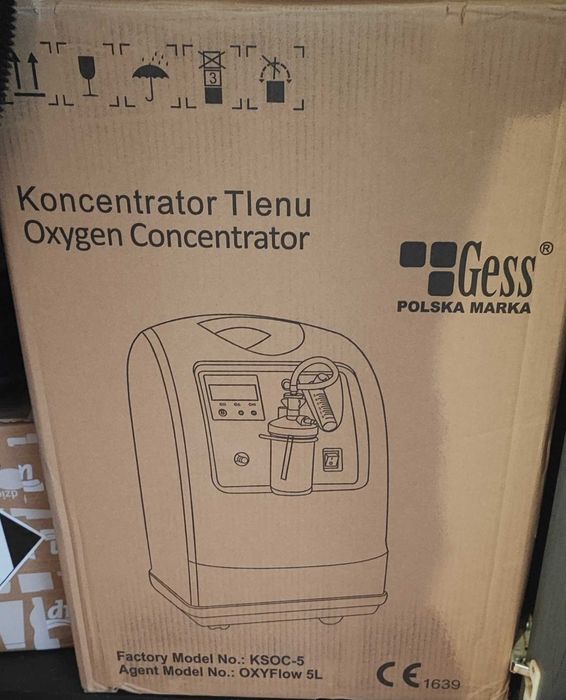 3
Koncentrator Tlenu
Oxygen Concentrator
Gess®
POLSKA MARKA
Factory Model No.: KSOC-5
Agent Model No.: OXYFlow 5L
CE 1639